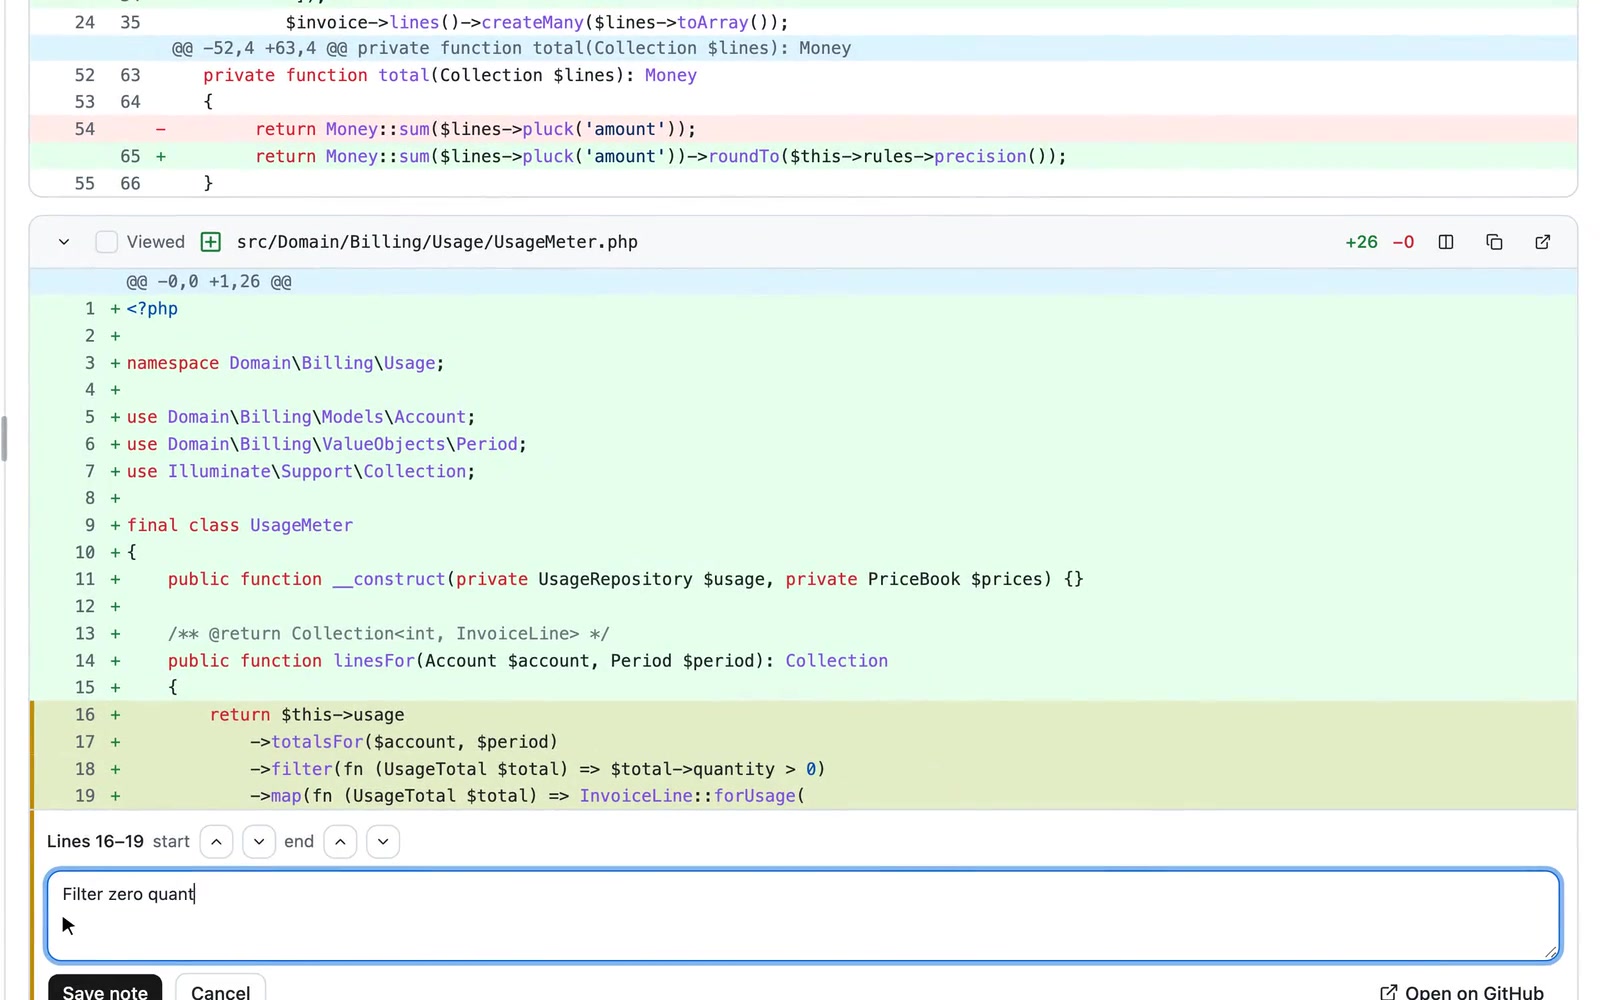 24 35 $invoice->lines()->createMany($lines->toArray());
@@ -52,4 +63,4 @@ private function total(Collection $lines): Money
52 63 private function total(Collection $lines): Money
53 64 {
54 - return Money::sum($lines->pluck('amount'));
65 + return Money::sum($lines->pluck('amount'))->roundTo($this->rules->precision());
55 66 }
Viewed src/Domain/Billing/Usage/UsageMeter.php +26 -0
@@ -0,0 +1,26 @@
1 + <?php
2 +
3 + namespace Domain\Billing\Usage;
4 +
5 + use Domain\Billing\Models\Account;
6 + use Domain\Billing\ValueObjects\Period;
7 + use Illuminate\Support\Collection;
8 +
9 + final class UsageMeter
10 + {
11 + public function __construct(private UsageRepository $usage, private PriceBook $prices) {}
12 +
13 + /** @return Collection<int, InvoiceLine> */
14 + public function linesFor(Account $account, Period $period): Collection
15 + {
16 + return $this->usage
17 + ->totalsFor($account, $period)
18 + ->filter(fn (UsageTotal $total) => $total->quantity > 0)
19 + ->map(fn (UsageTotal $total) => InvoiceLine::forUsage(
Lines 16–19 start end
Filter zero quant
Save note Cancel Open on GitHub